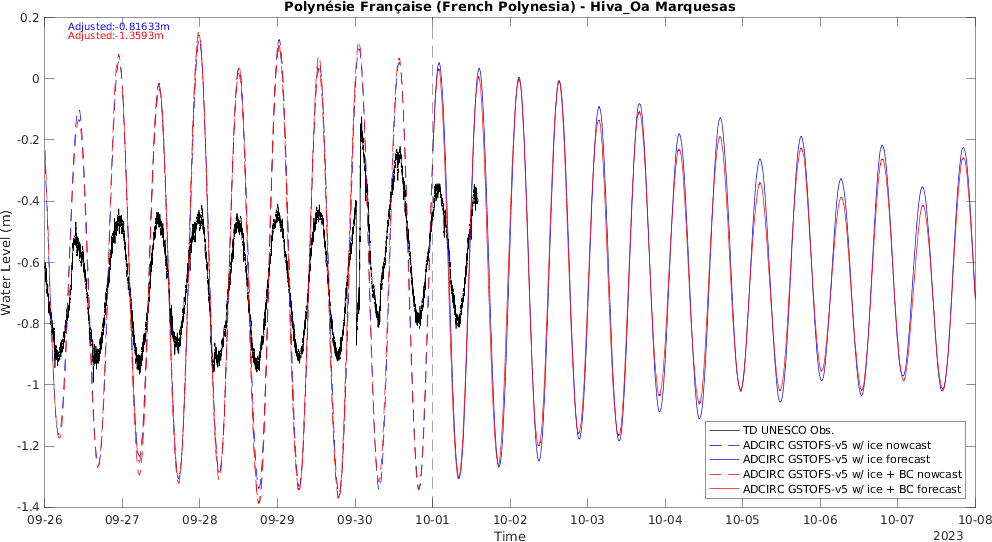 Polynésie Française (French Polynesia) - Hiva_Oa Marquesas
Adjusted:-0.81633m
Adjusted:-1.3593m
Water Level (m)
0.2
0
-0.2
-0.4
-0.6
-0.8
-1
-1.2
-1.4
TD UNESCO Obs.
ADCIRC GSTOFS-v5 w/ ice nowcast
ADCIRC GSTOFS-v5 w/ ice forecast
ADCIRC GSTOFS-v5 w/ ice + BC nowcast
ADCIRC GSTOFS-v5 w/ ice + BC forecast
09-26 09-27 09-28 09-29 09-30 10-01 10-02 10-03 10-04 10-05 10-06 10-07 10-08
Time
2023